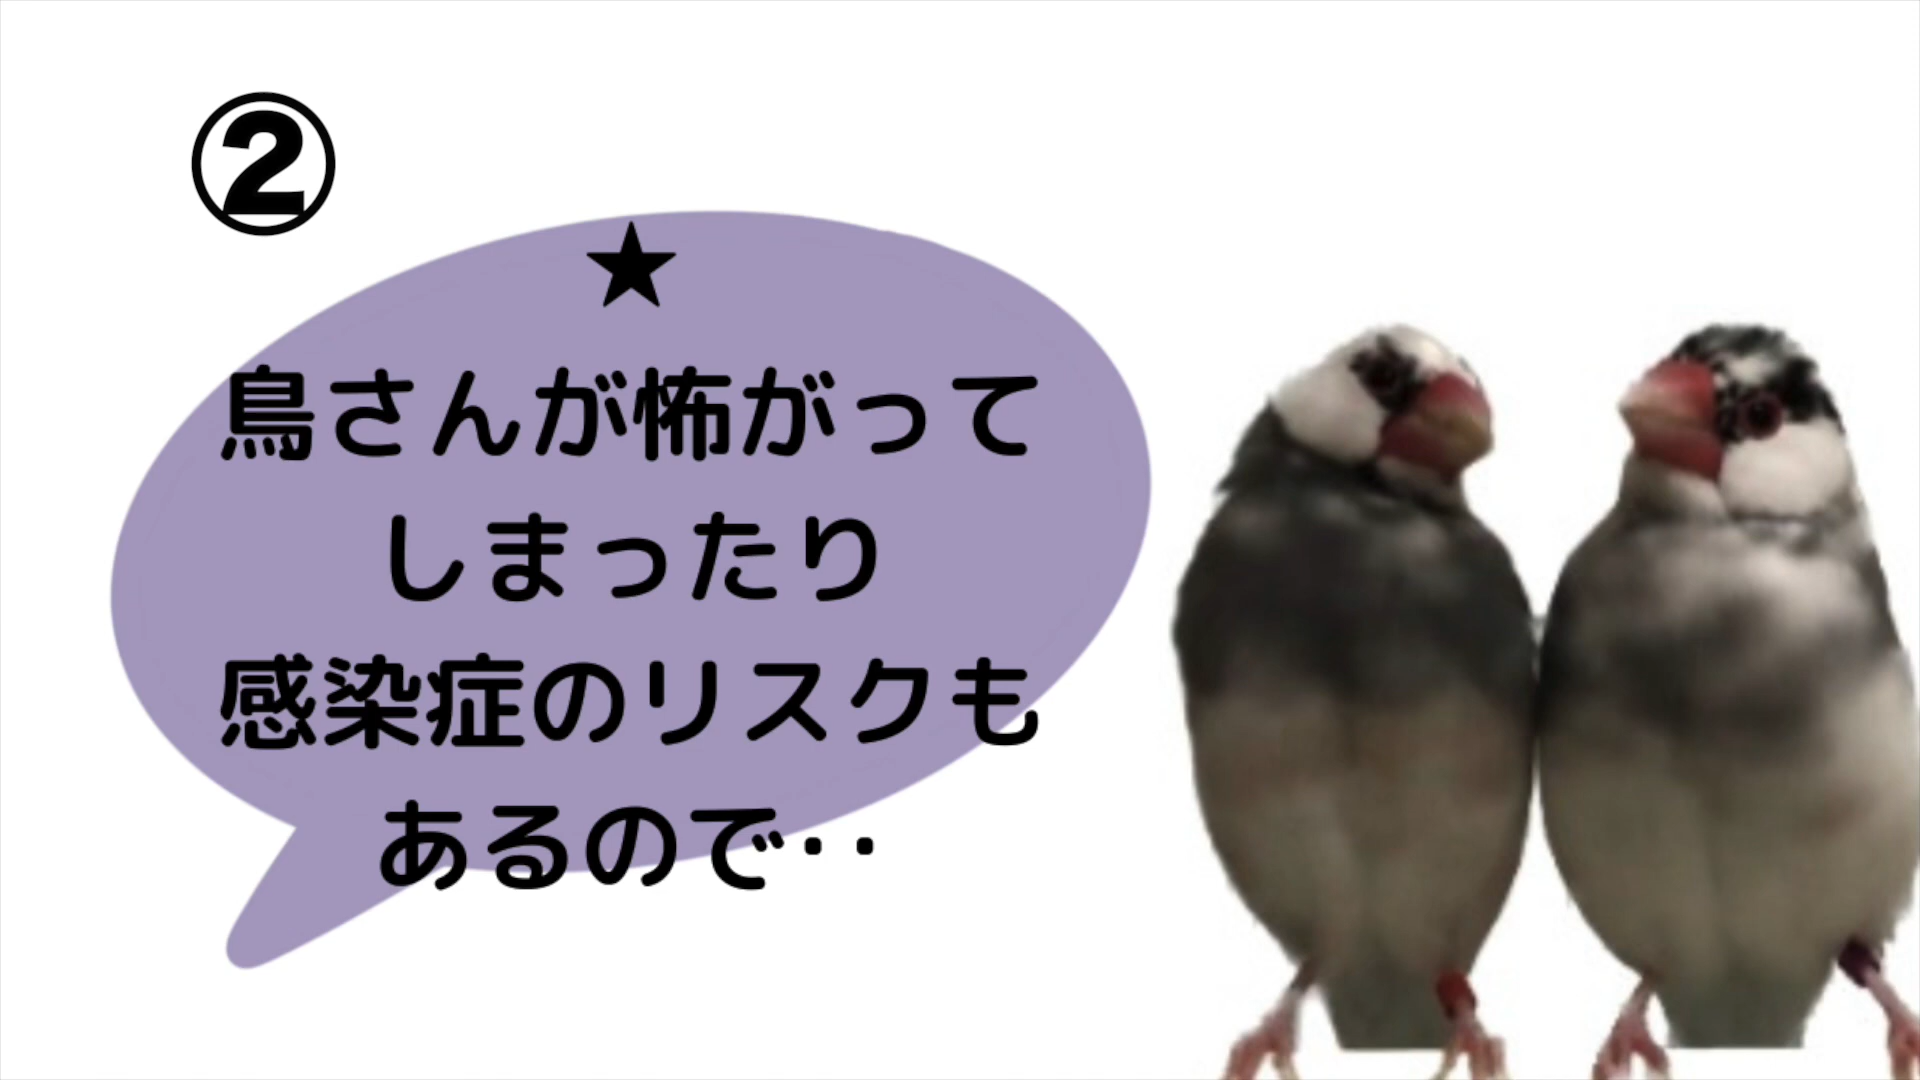 ②
★
鳥さんが怖がって
しまったり
感染症のリスクも
あるので‥